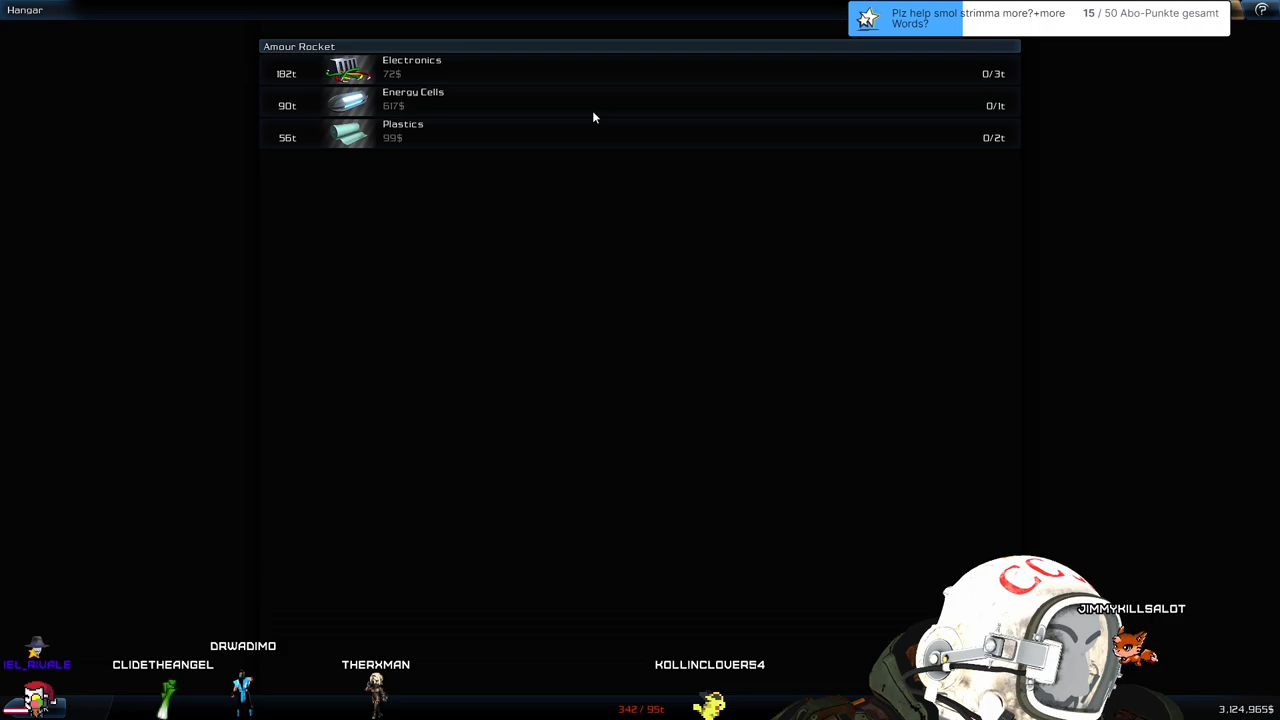 Hangar
Plz help smol strimma more?+more
Words?
15 / 50 Abo-Punkte gesamt
Amour Rocket
Electronics
182t
72$
0/3t
Energy Cells
90t
617$
0/1t
Plastics
56t
99$
0/2t
CC
JIMMYKILLSALOT
DRWADIMO
IEL_RIVALE
CLIDETHEANGEL
THERXMAN
KOLLINCLOVER54
342 / 95t
3.124.965$